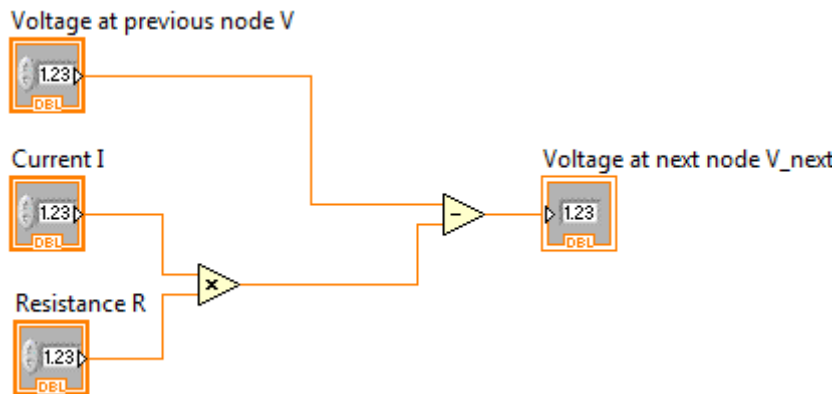 Voltage at previous node V
1.23
DBL
Current I
1.23
DBL
Voltage at next node V_next
1.23
DBL
Resistance R
1.23
DBL